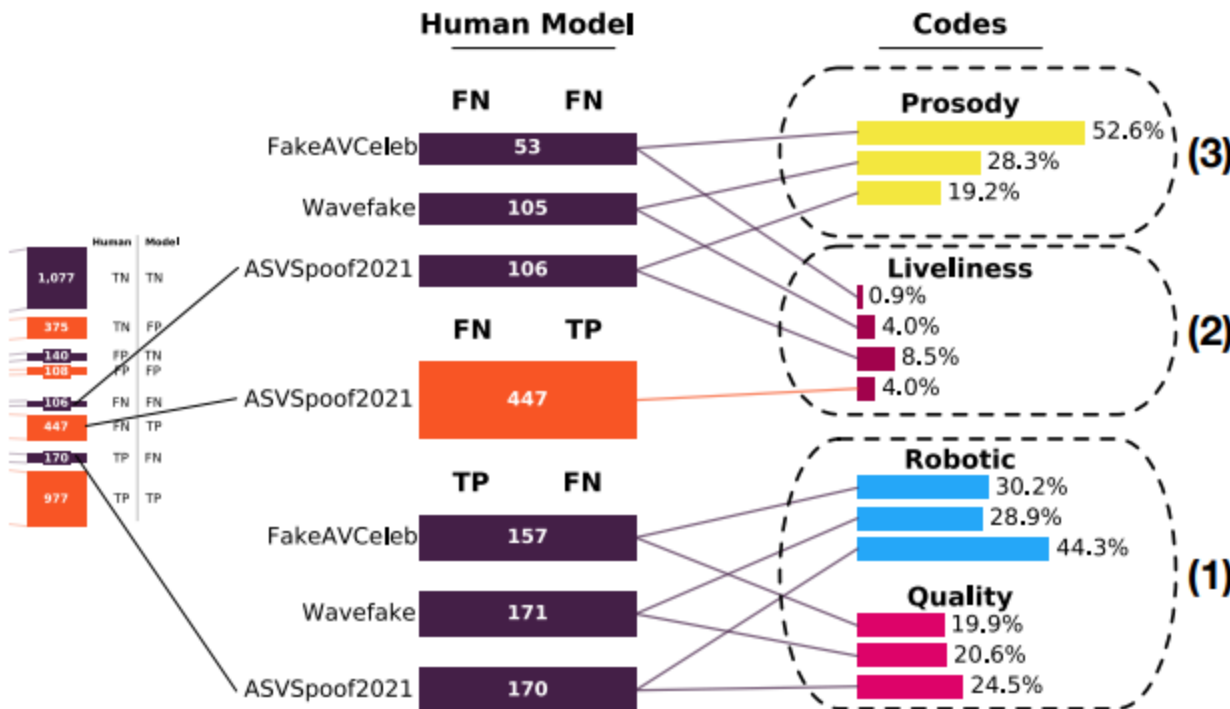 Human Model Codes
FN FN
Prosody
FakeAVCeleb 53 52.6%
28.3% (3)
Wavefake 105 19.2%
Human Model
ASVSpoof2021 106
Liveliness
1,077 TN TN
0.9%
FN TP 4.0% (2)
375 TN FP
8.5%
140 FP TN
108 FP FP
ASVSpoof2021 447 4.0%
106 FN FN
447 FN TP
170 TP FN
Robotic
TP FN 30.2%
977 TP TP
28.9%
FakeAVCeleb 157 44.3%
(1)
Quality
Wavefake 171 19.9%
20.6%
ASVSpoof2021 170 24.5%